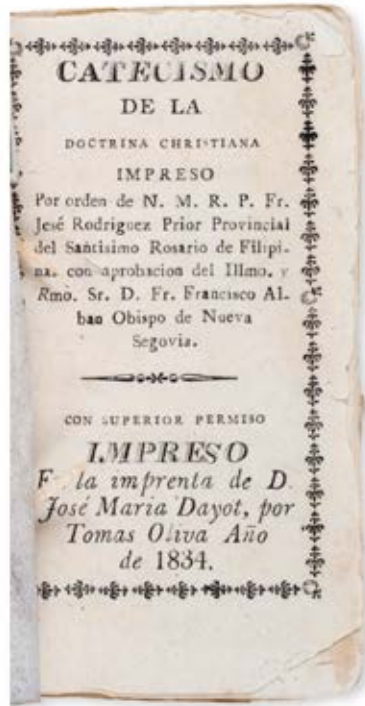 CATECISMO
DE LA
DOCTRINA CHRISTIANA
IMPRESO
Por orden de N. M. R. P. Fr.
Jesé Rodriguez Prior Provincial
del Santisimo Rosario de Filipi-
na. con aprobacion del Illmo. y
Rmo. Sr. D. Fr. Francisco Al-
ban Obispo de Nueva
Segovia.
CON SUPERIOR PERMISO
IMPRESO
la imprenta de D.
José Maria Dayot, por
Tomas Oliva Año
de 1834.